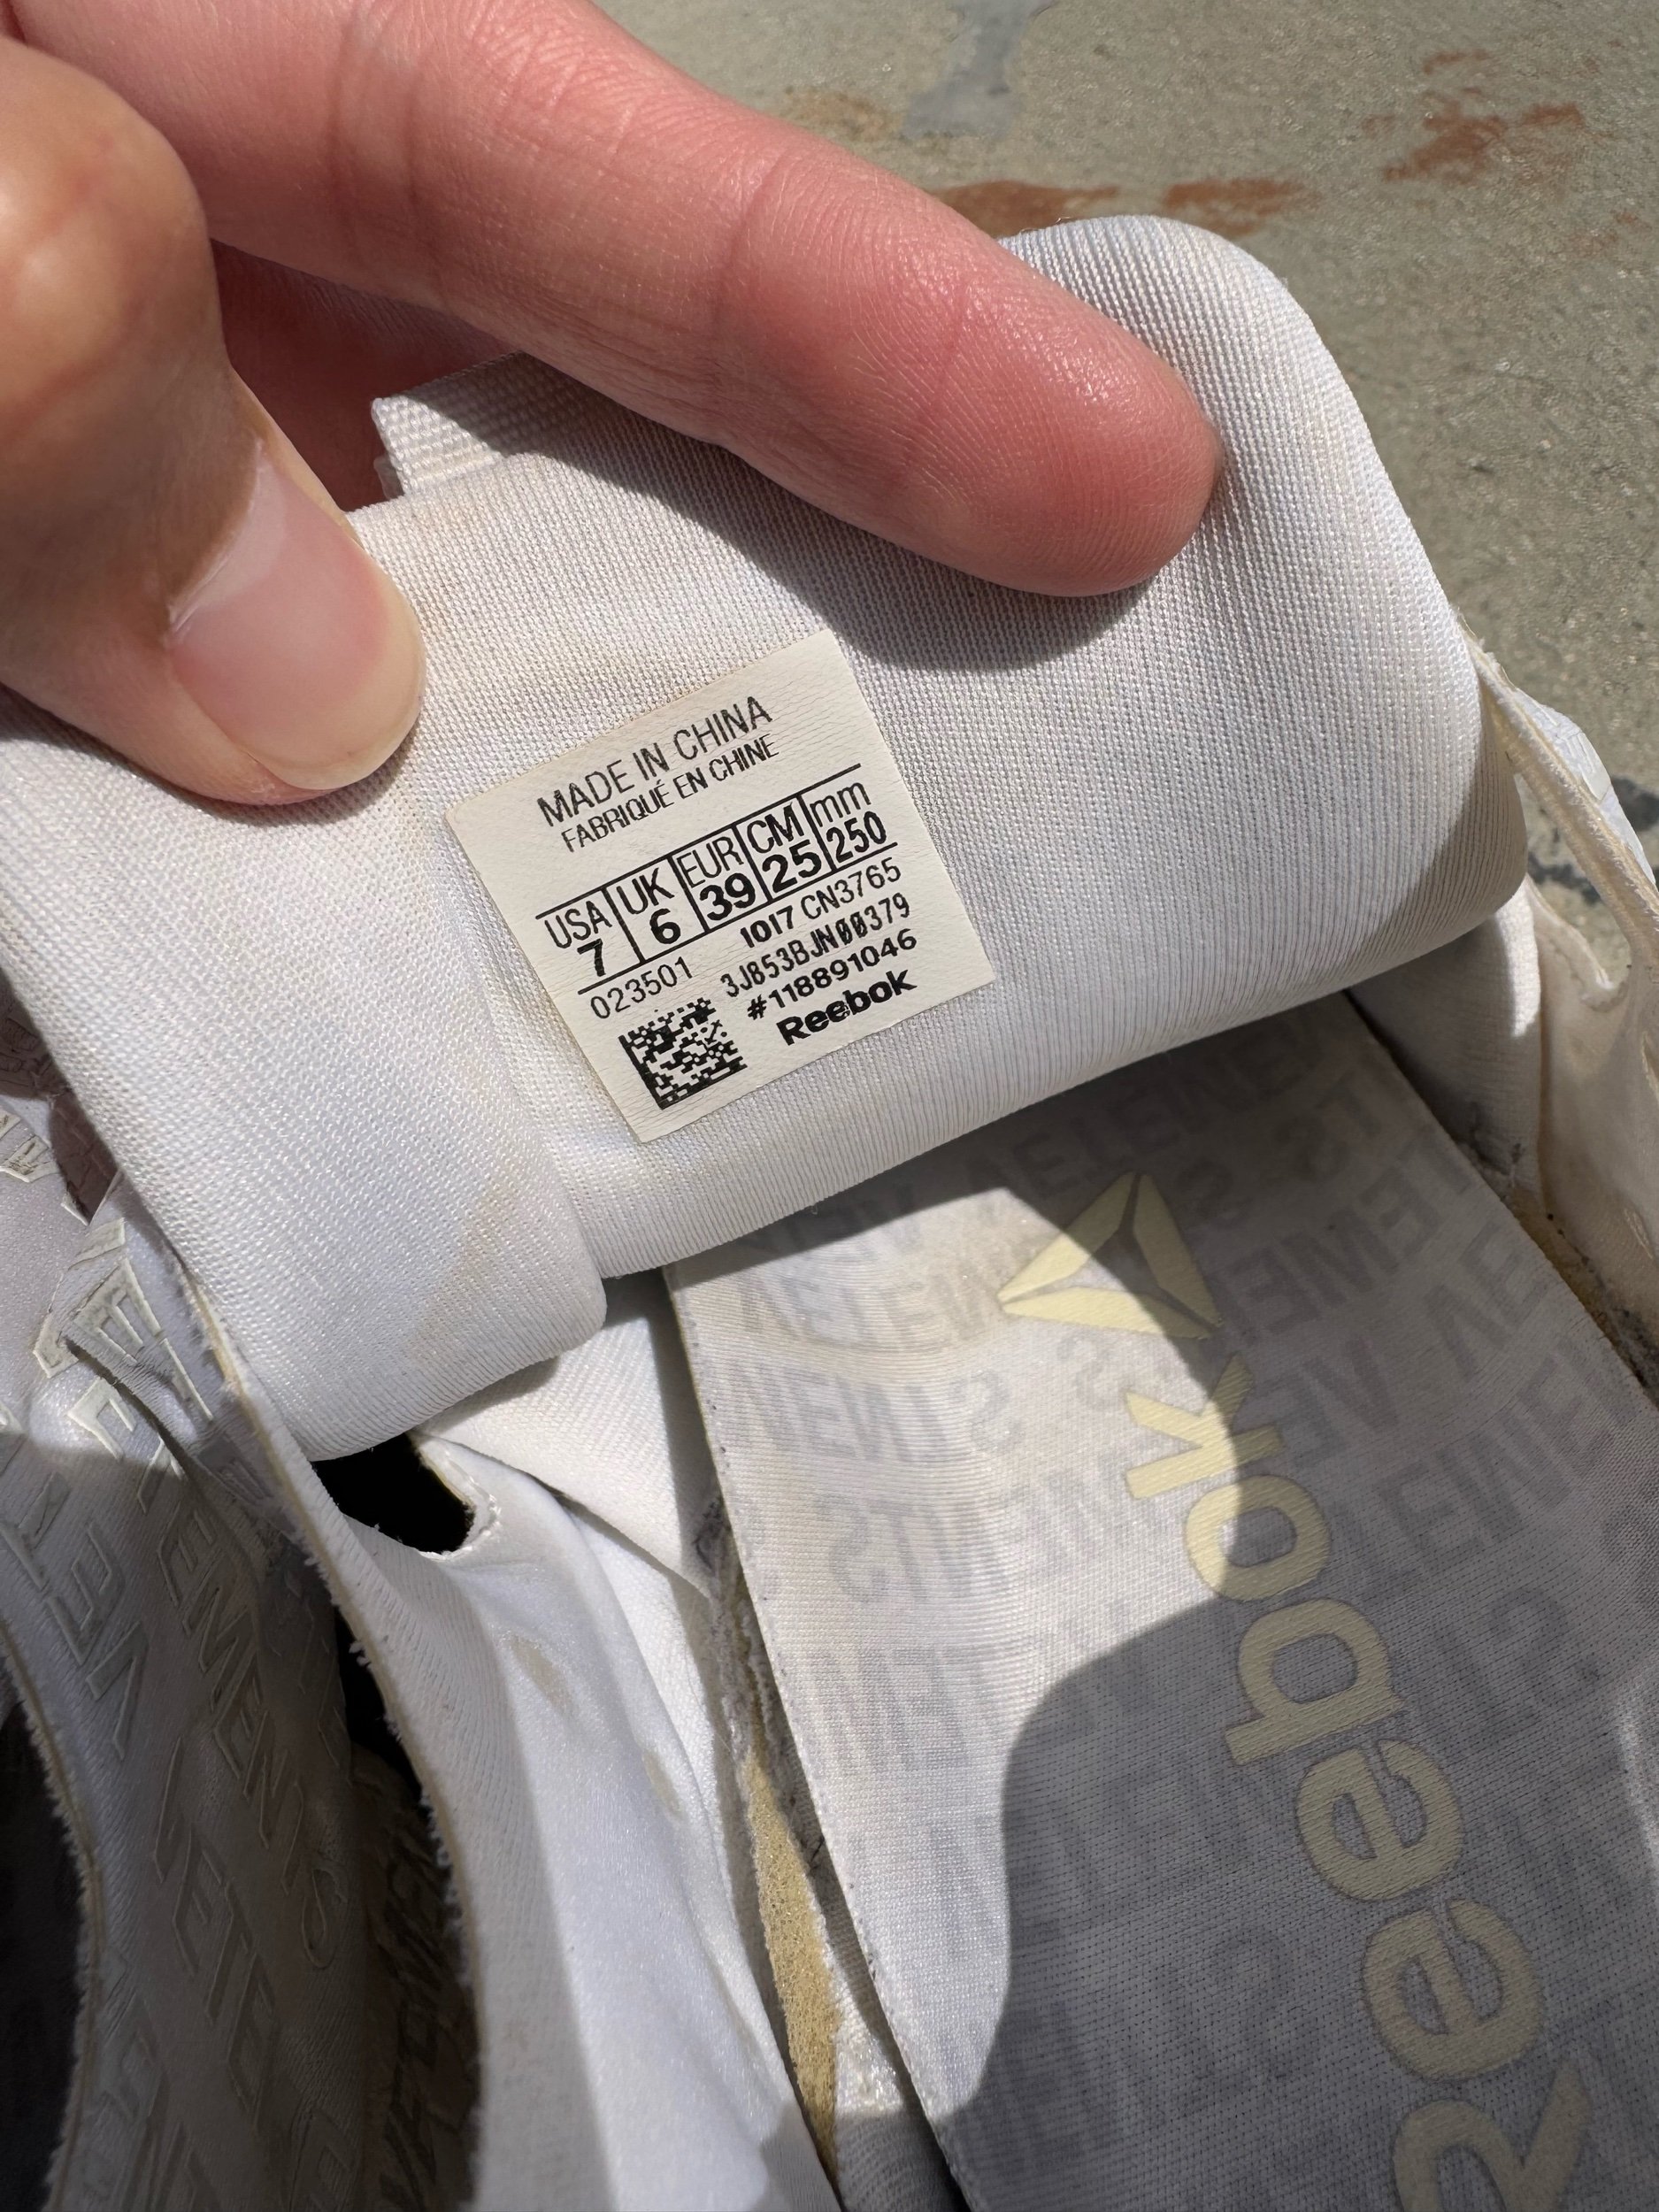 MADE IN CHINA
FABRIQUÉ EN CHINE
USA UK EUR CM mm
7 6 39 25 250
023501 1017 CN3765
3J853BJN00379
#118891046
Reebok
Reebok